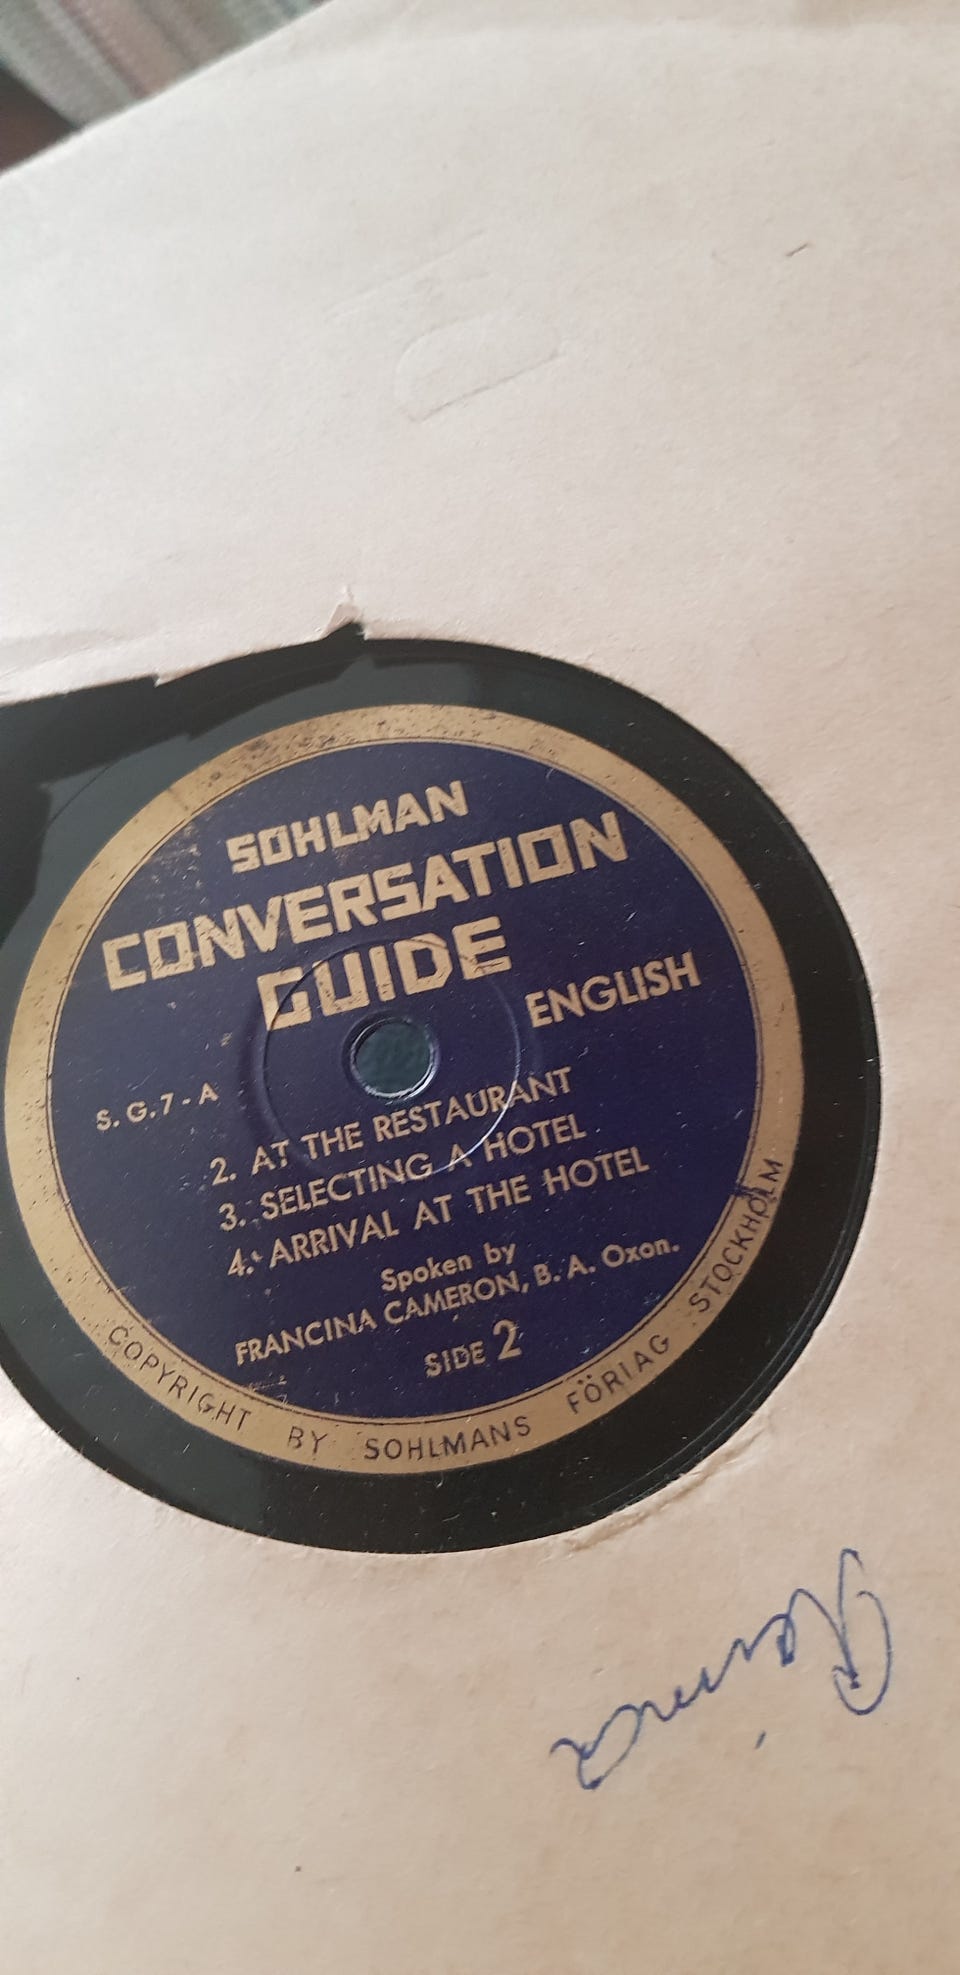 SOHLMAN
CONVERSATION
GUIDE
ENGLISH
S. G. 7 - A
2. AT THE RESTAURANT
3. SELECTING A HOTEL
4. ARRIVAL AT THE HOTEL
Spoken by
FRANCINA CAMERON, B. A. Oxon.
SIDE 2
COPYRIGHT BY SOHLMANS FÖRIAG STOCKHOLM